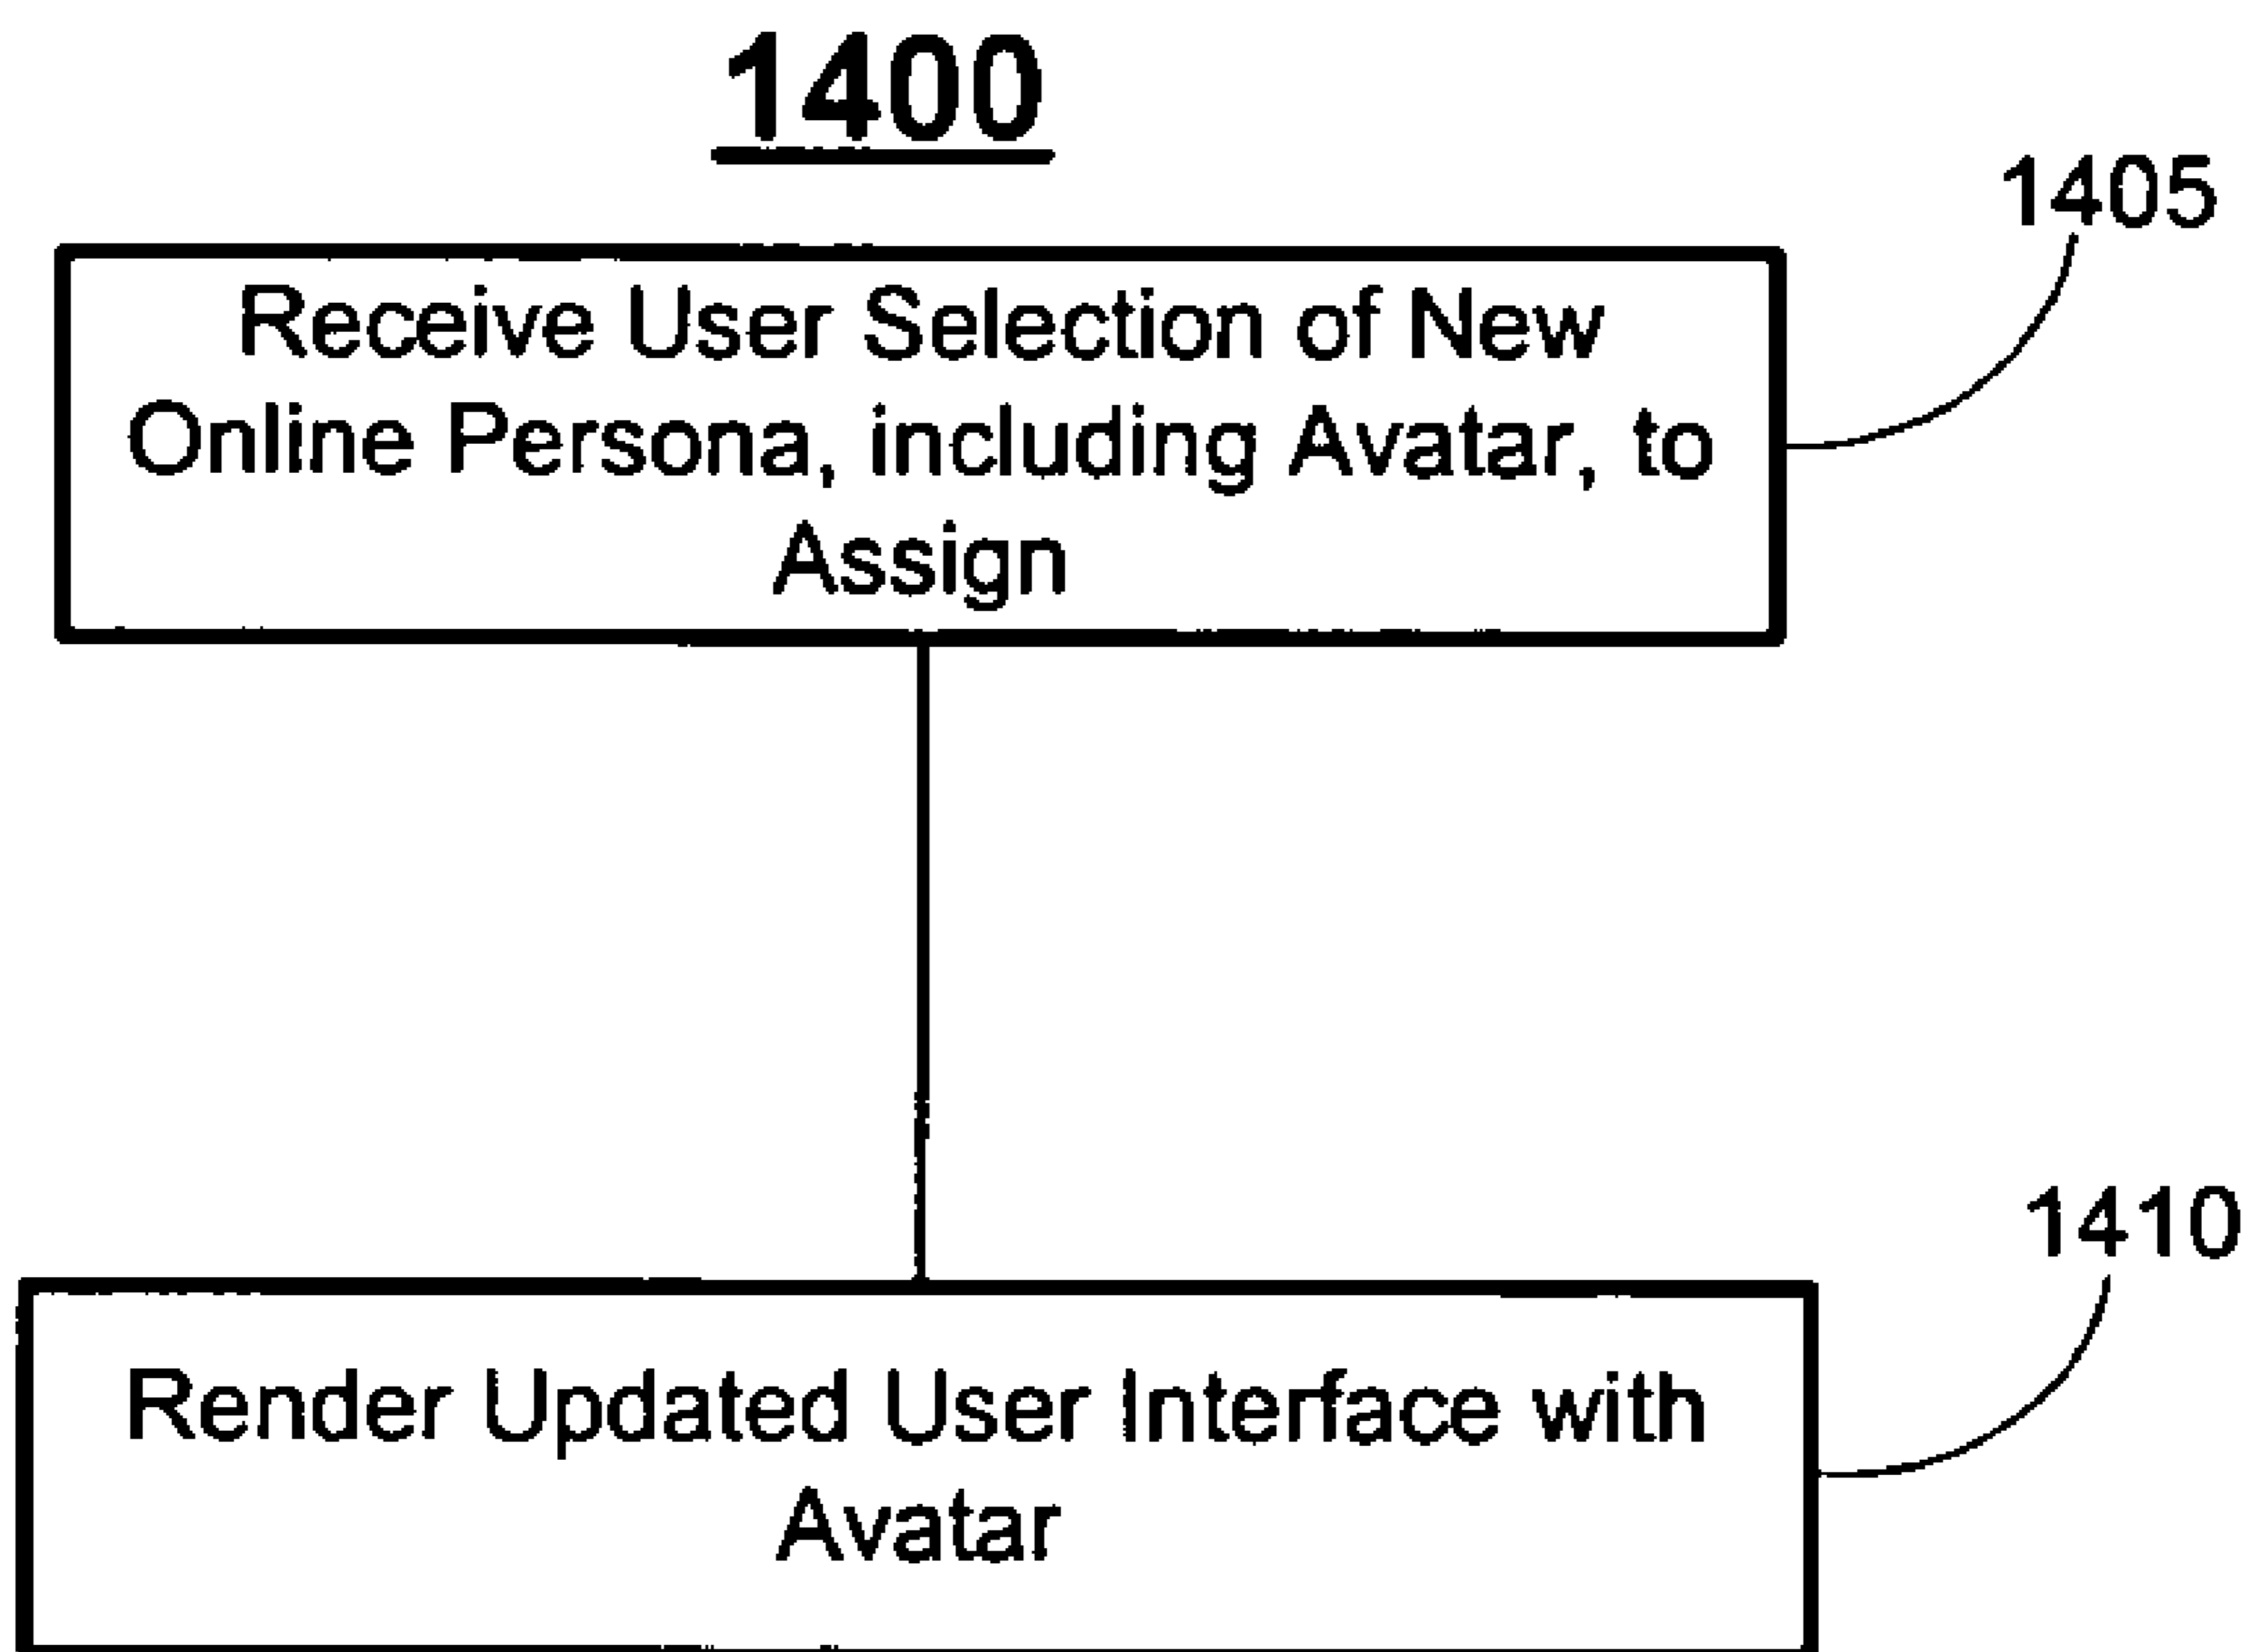 1400
1405
Receive User Selection of New
Online Persona, including Avatar, to
Assign
1410
Render Updated User Interface with
Avatar